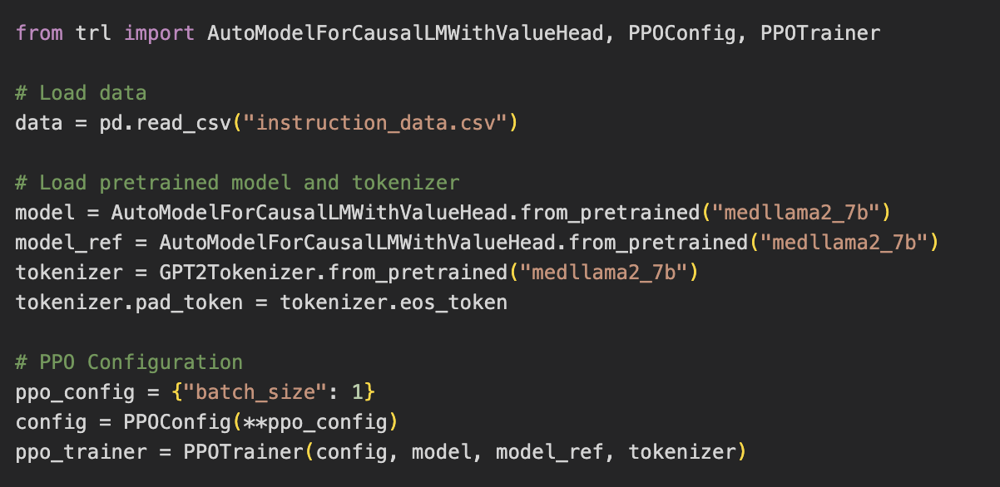 from trl import AutoModelForCausalLMWithValueHead, PPOConfig, PPOTrainer
# Load data
data = pd.read_csv("instruction_data.csv")
# Load pretrained model and tokenizer
model = AutoModelForCausalLMWithValueHead.from_pretrained("medllama2_7b")
model_ref = AutoModelForCausalLMWithValueHead.from_pretrained("medllama2_7b")
tokenizer = GPT2Tokenizer.from_pretrained("medllama2_7b")
tokenizer.pad_token = tokenizer.eos_token
# PPO Configuration
ppo_config = {"batch_size": 1}
config = PPOConfig(**ppo_config)
ppo_trainer = PPOTrainer(config, model, model_ref, tokenizer)